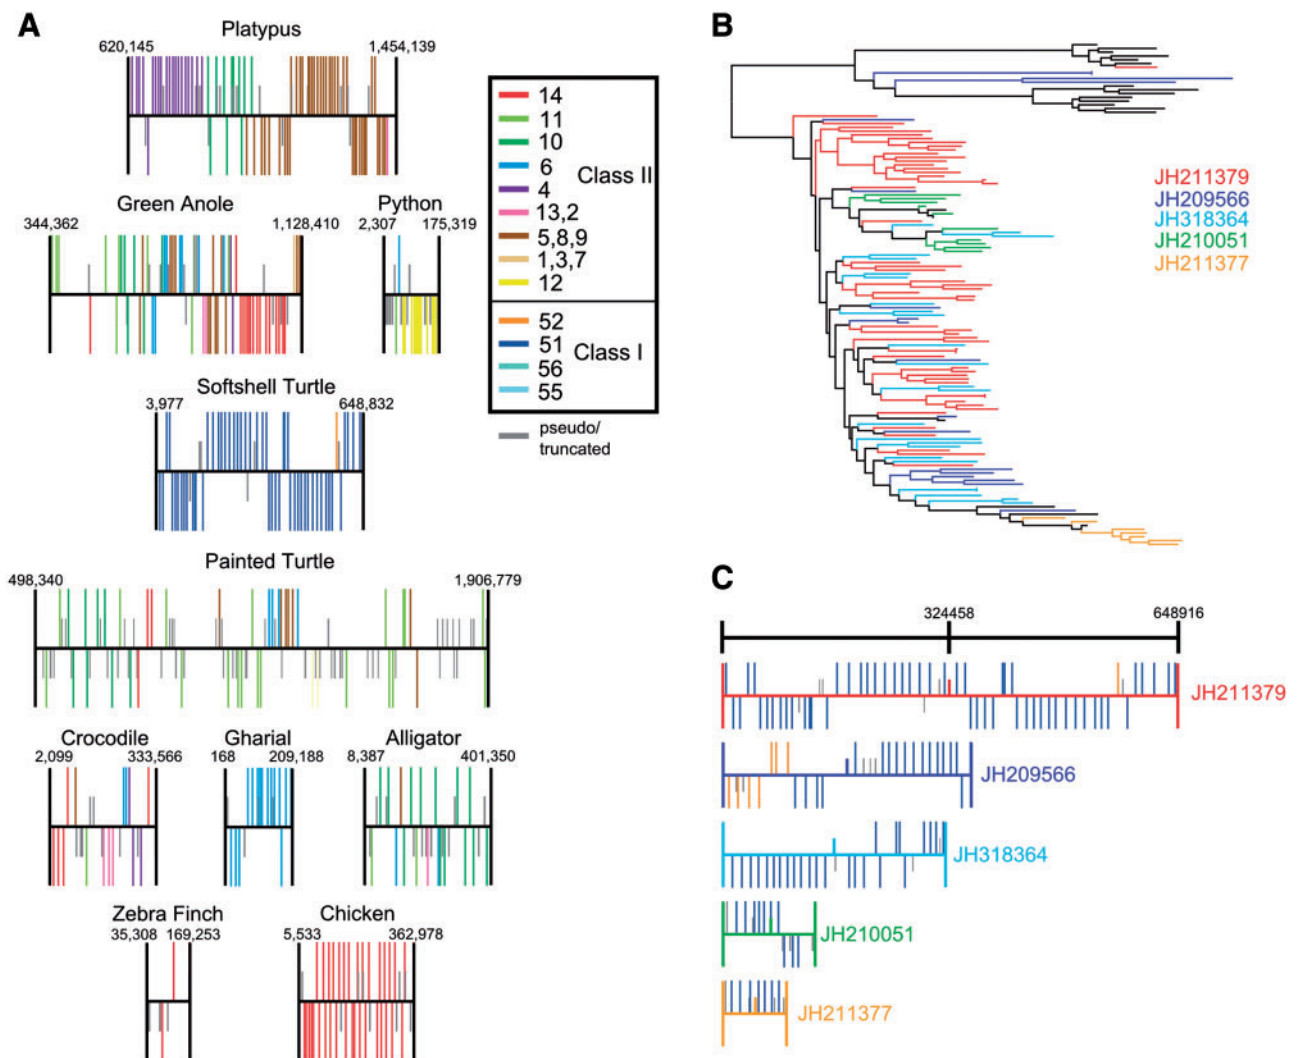 A
Platypus
620,145 1,454,139
Green Anole
344,362 1,128,410
Python
2,307 175,319
Softshell Turtle
3,977 648,832
Painted Turtle
498,340 1,906,779
Crocodile
2,099 333,566
Gharial
168 209,188
Alligator
8,387 401,350
Zebra Finch
35,308 169,253
Chicken
5,533 362,978
14
11
10
6
4
13,2
5,8,9
1,3,7
12
Class II
52
51
56
55
Class I
pseudo/
truncated
B
JH211379
JH209566
JH318364
JH210051
JH211377
C
324458 648916
JH211379
JH209566
JH318364
JH210051
JH211377